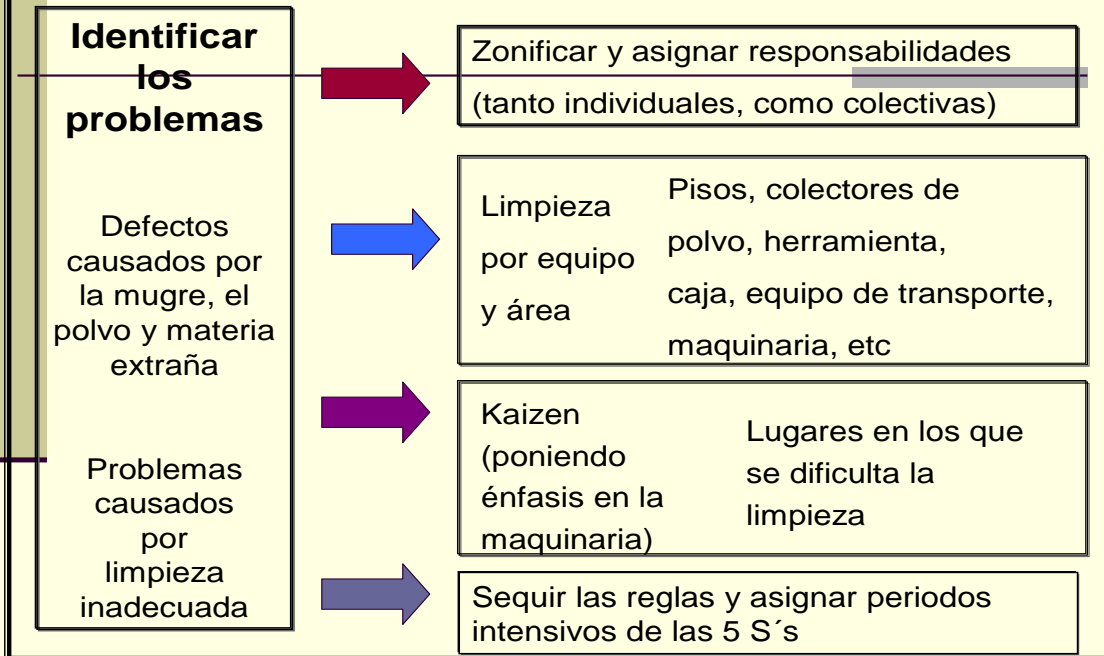 Identificar
los
problemas
Defectos
causados por
la mugre, el
polvo y materia
extraña
Problemas
causados
por
limpieza
inadecuada
Zonificar y asignar responsabilidades
(tanto individuales, como colectivas)
Limpieza
por equipo
y área
Pisos, colectores de
polvo, herramienta,
caja, equipo de transporte,
maquinaria, etc
Kaizen
(poniendo
énfasis en la
maquinaria)
Lugares en los que
se dificulta la
limpieza
Sequir las reglas y asignar periodos
intensivos de las 5 S´s